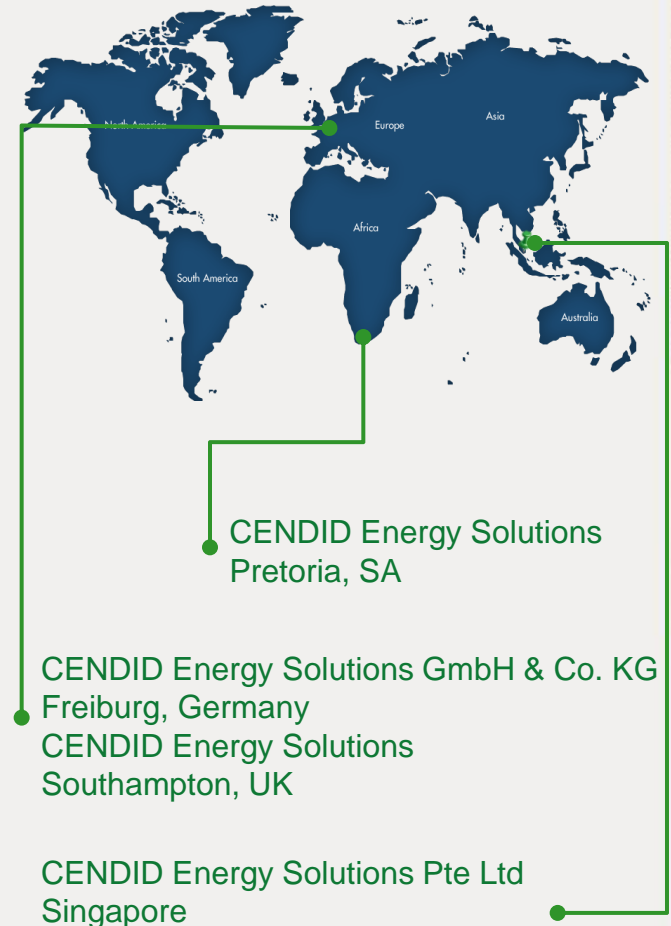 North America
Europe
Asia
Africa
South America
Australia
CENDID Energy Solutions
Pretoria, SA
CENDID Energy Solutions GmbH & Co. KG
Freiburg, Germany
CENDID Energy Solutions
Southampton, UK
CENDID Energy Solutions Pte Ltd
Singapore